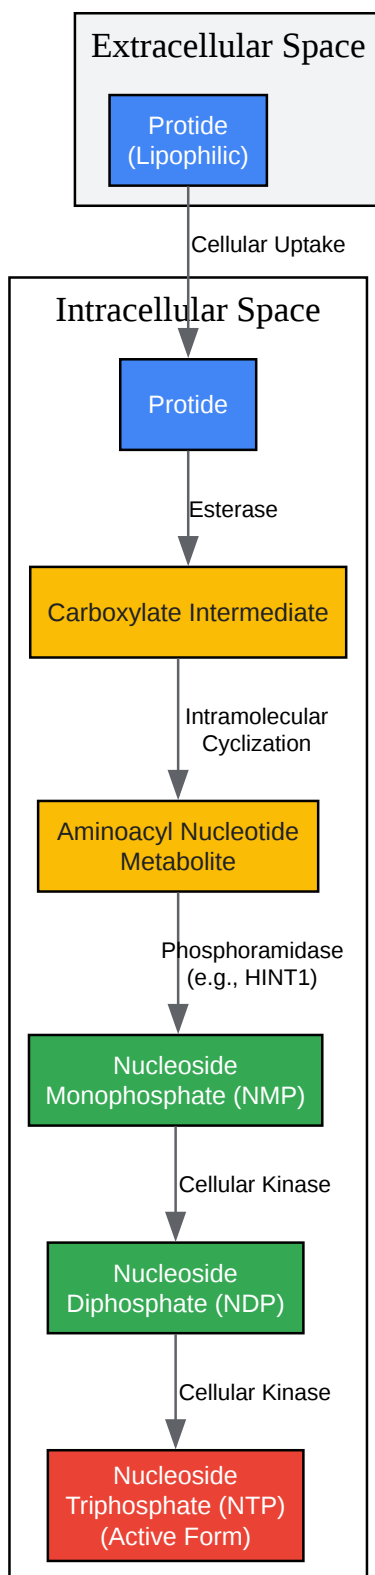 Extracellular Space
Protide
(Lipophilic)
Cellular Uptake
Intracellular Space
Protide
Esterase
Carboxylate Intermediate
Intramolecular
Cyclization
Aminoacyl Nucleotide
Metabolite
Phosphoramidase
(e.g., HINT1)
Nucleoside
Monophosphate (NMP)
Cellular Kinase
Nucleoside
Diphosphate (NDP)
Cellular Kinase
Nucleoside
Triphosphate (NTP)
(Active Form)